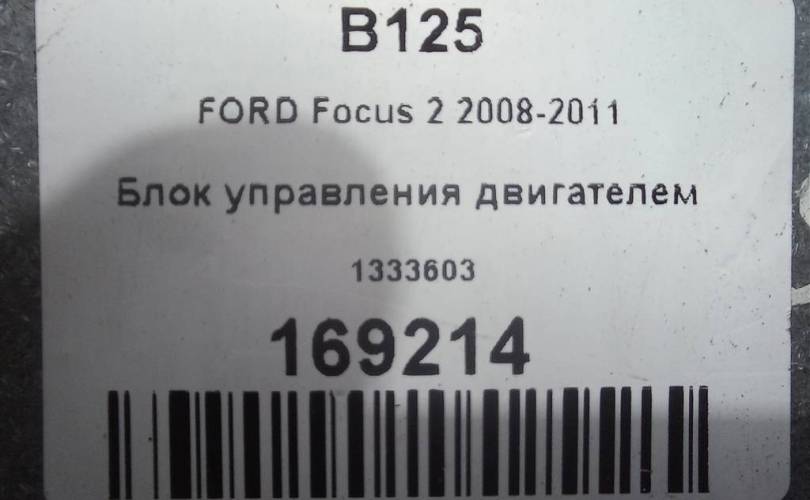 B125
FORD Focus 2 2008-2011
Блок управления двигателем
1333603
169214